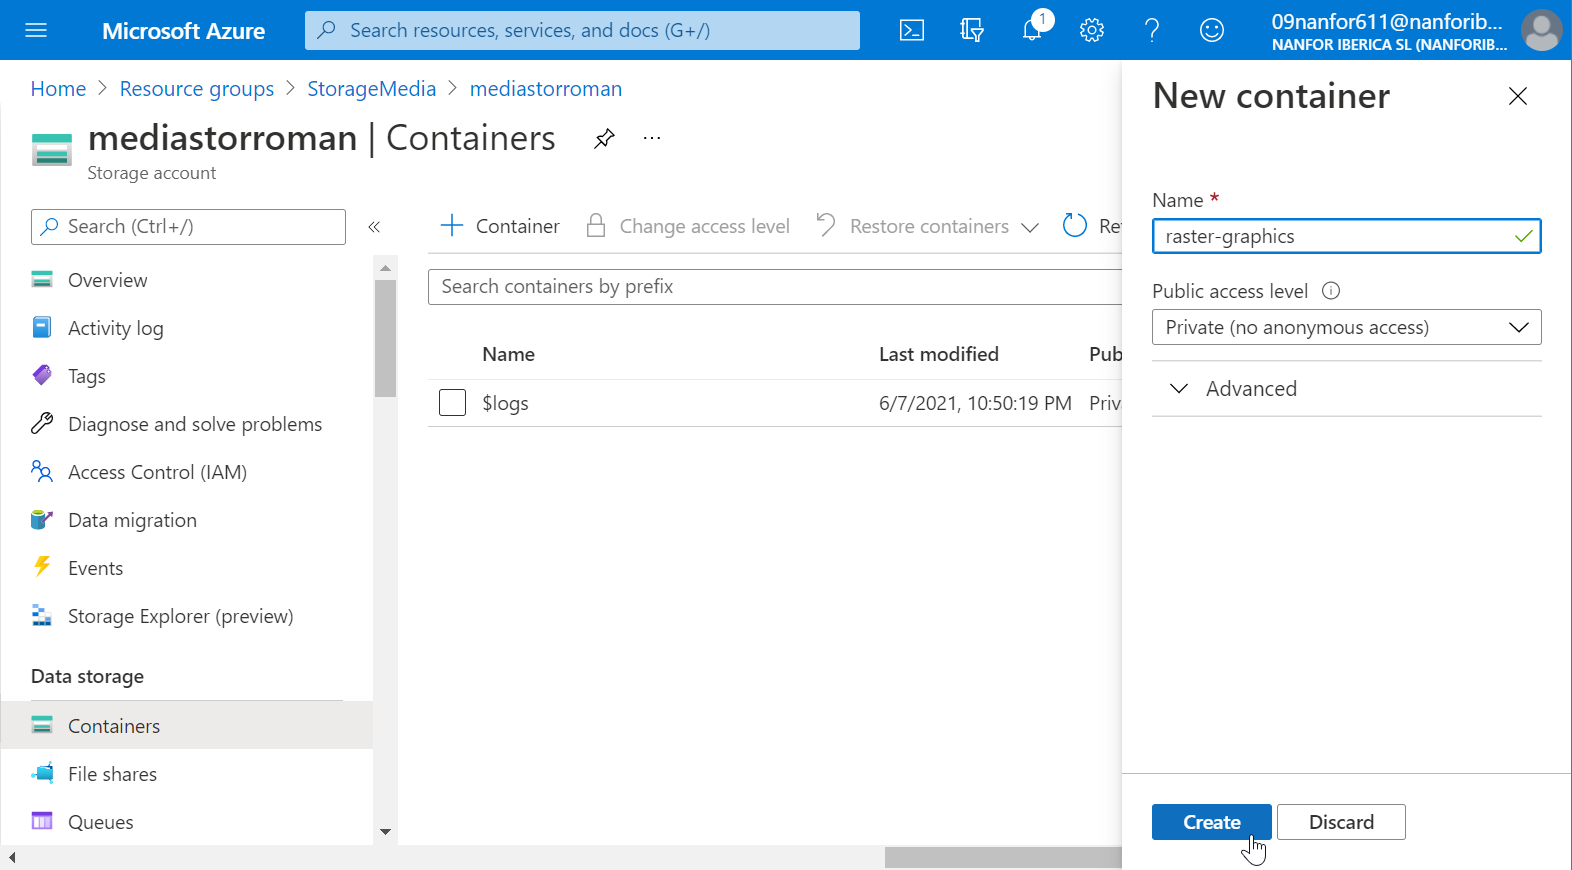 Microsoft Azure
Search resources, services, and docs (G+/)
1
09nanfor611@nanforib...
NANFOR IBERICA SL (NANFORIB...
Home > Resource groups > StorageMedia > mediastorroman
mediastorroman | Containers
...
Storage account
Search (Ctrl+/)
«
Overview
Activity log
Tags
Diagnose and solve problems
Access Control (IAM)
Data migration
Events
Storage Explorer (preview)
Data storage
Containers
File shares
Queues
+ Container
Change access level
Restore containers
Search containers by prefix
Name Last modified
$logs 6/7/2021, 10:50:19 PM
New container
Name *
raster-graphics
Public access level
Private (no anonymous access)
Advanced
Create
Discard